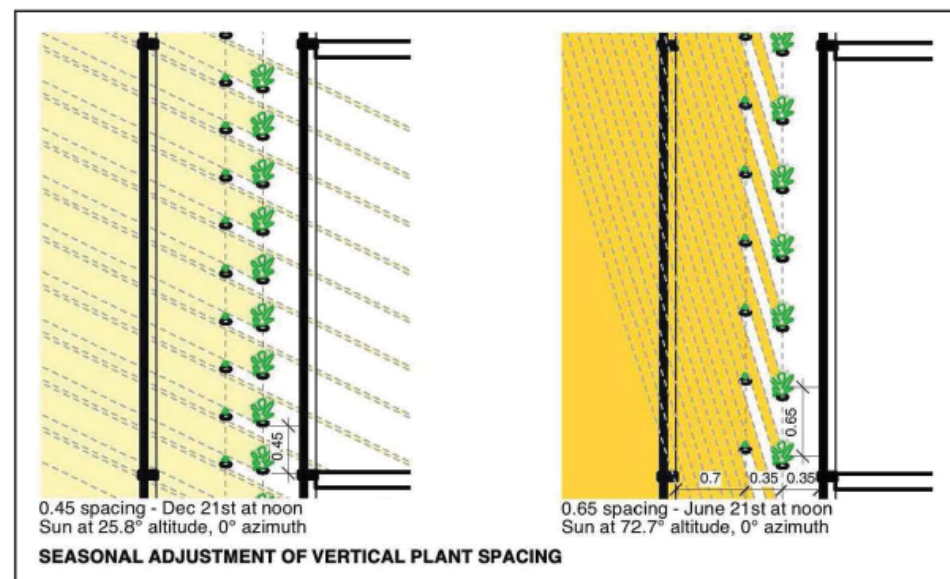 0.45
0.65
0.7
0.35
0.35
0.45 spacing - Dec 21st at noon
Sun at 25.8° altitude, 0° azimuth
0.65 spacing - June 21st at noon
Sun at 72.7° altitude, 0° azimuth
SEASONAL ADJUSTMENT OF VERTICAL PLANT SPACING